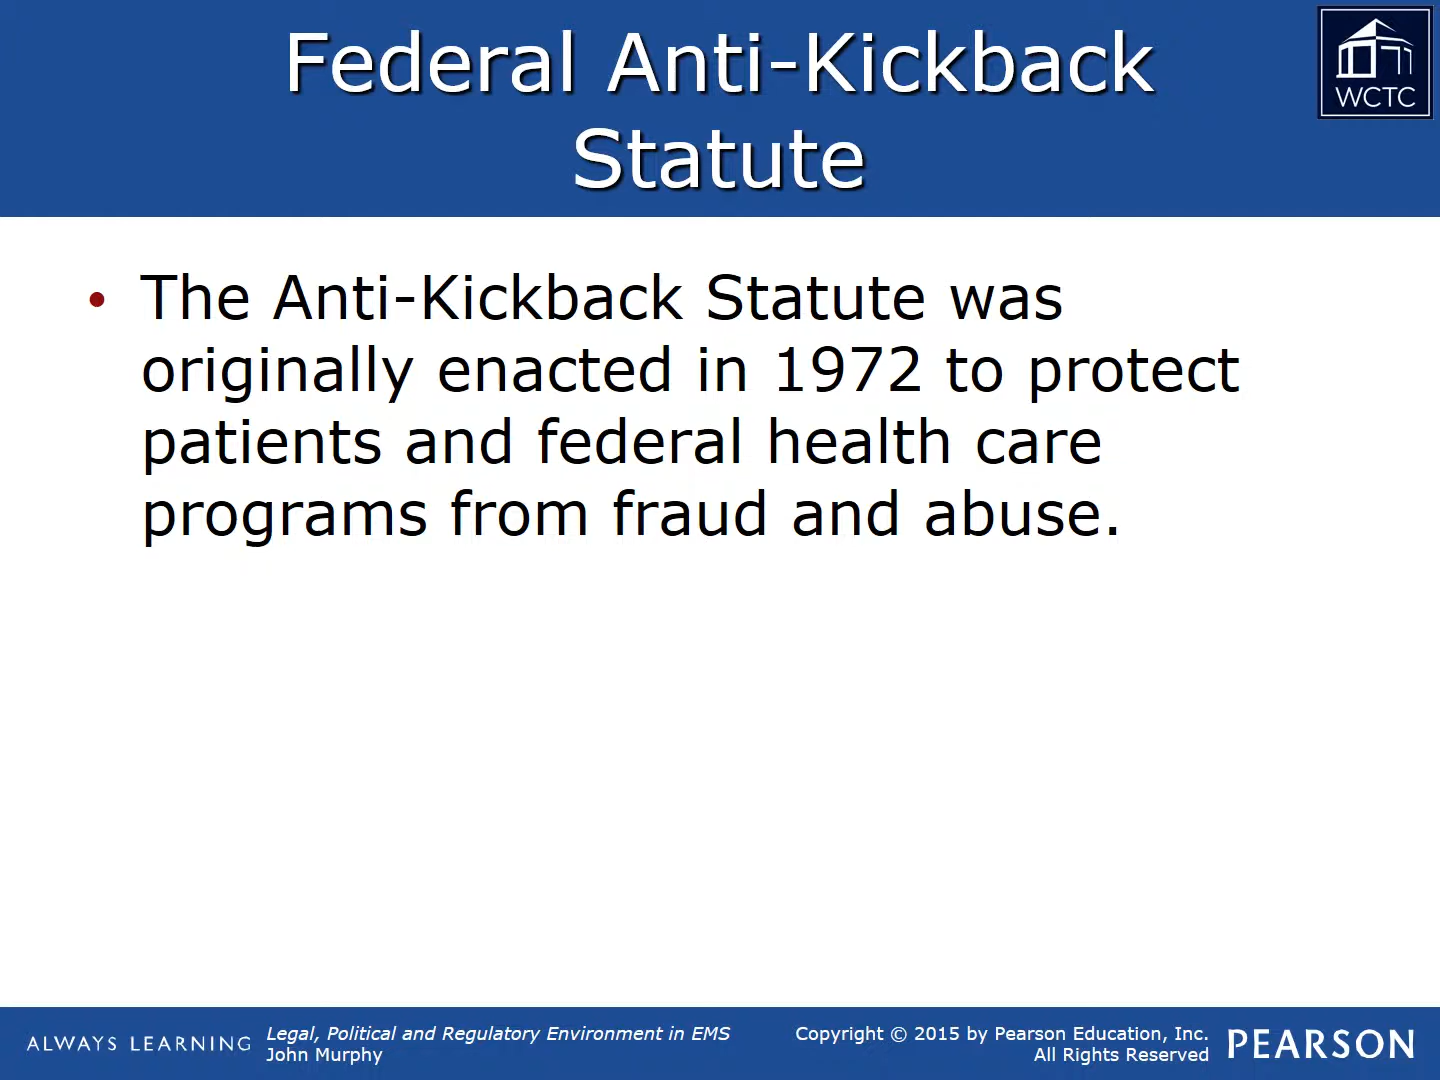 Federal Anti-Kickback
Statute
WCTC
• The Anti-Kickback Statute was
originally enacted in 1972 to protect
patients and federal health care
programs from fraud and abuse.
ALWAYS LEARNING
Legal, Political and Regulatory Environment in EMS
John Murphy
Copyright © 2015 by Pearson Education, Inc.
All Rights Reserved
PEARSON